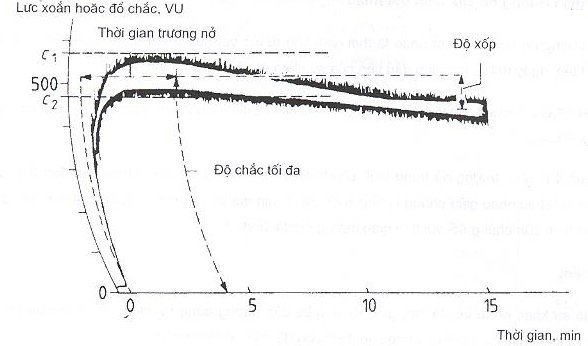 Lực xoắn hoặc đồ chắc, VU
Thời gian trương nở
C1
Độ xốp
500
C2
Độ chắc tối đa
0
0
5
10
15
Thời gian, min